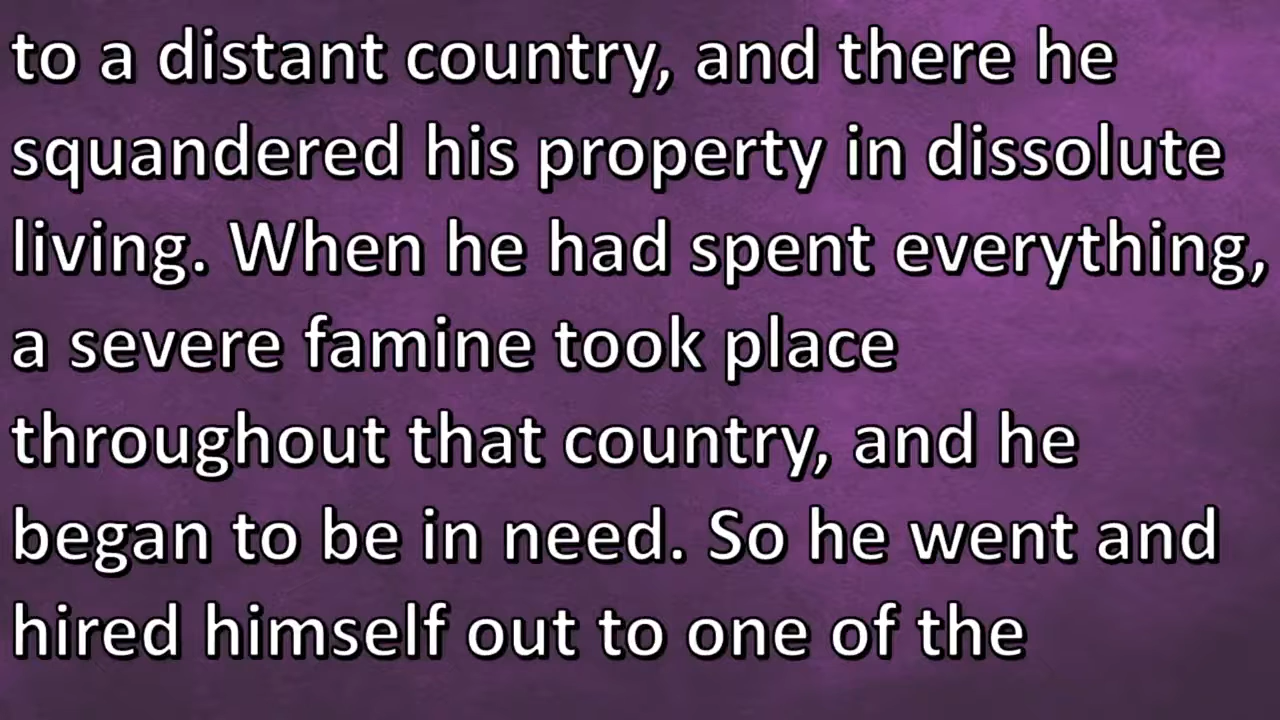 to a distant country, and there he
squandered his property in dissolute
living. When he had spent everything,
a severe famine took place
throughout that country, and he
began to be in need. So he went and
hired himself out to one of the